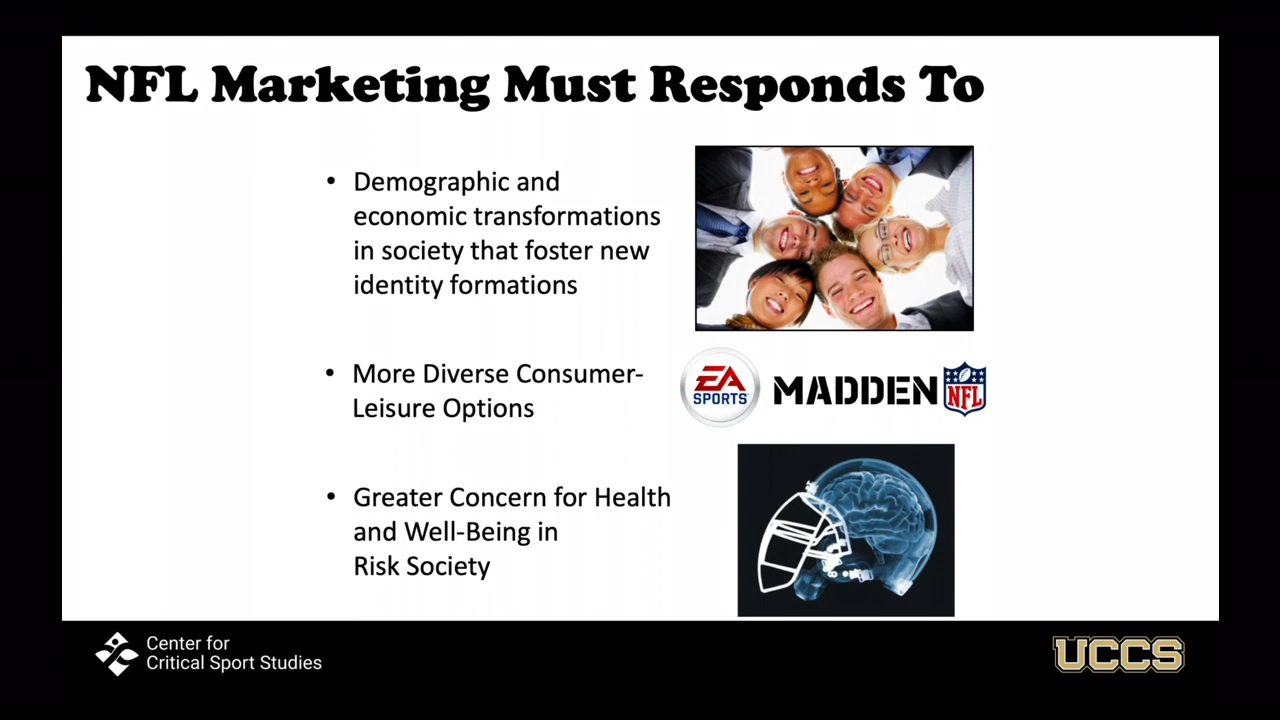 NFL Marketing Must Responds To
• Demographic and
economic transformations
in society that foster new
identity formations
• More Diverse Consumer-
Leisure Options
EA
SPORTS
MADDEN
NFL
• Greater Concern for Health
and Well-Being in
Risk Society
Center for
Critical Sport Studies
UCCS